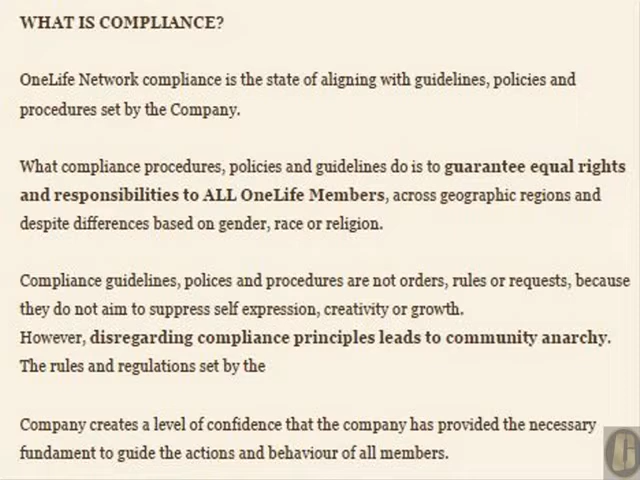 WHAT IS COMPLIANCE?
OneLife Network compliance is the state of aligning with guidelines, policies and
procedures set by the Company.
What compliance procedures, policies and guidelines do is to guarantee equal rights
and responsibilities to ALL OneLife Members, across geographic regions and
despite differences based on gender, race or religion.
Compliance guidelines, polices and procedures are not orders, rules or requests, because
they do not aim to suppress self expression, creativity or growth.
However, disregarding compliance principles leads to community anarchy.
The rules and regulations set by the
Company creates a level of confidence that the company has provided the necessary
fundament to guide the actions and behaviour of all members.